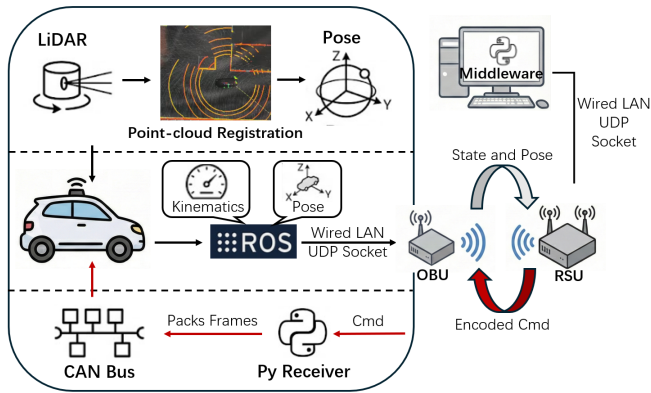 LiDAR
Pose
Z
X
Y
Point-cloud Registration
Middleware
Wired LAN
UDP
Socket
State and Pose
Kinematics
Z
X
Y
Pose
ROS
Wired LAN
UDP Socket
OBU
RSU
Encoded Cmd
Packs Frames
Cmd
CAN Bus
Py Receiver